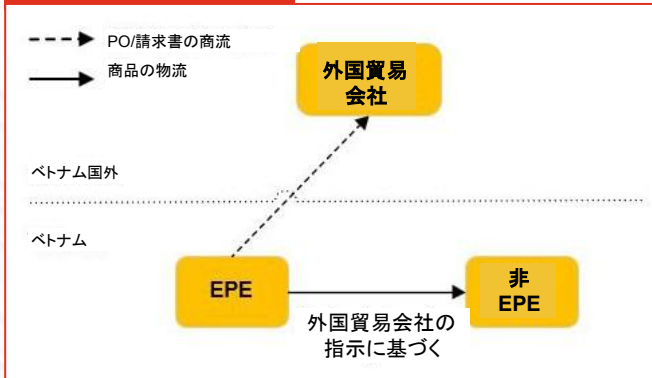 PO/請求書の商流
商品の物流
外国貿易
会社
ベトナム国外
ベトナム
EPE
非
EPE
外国貿易会社の
指示に基づく